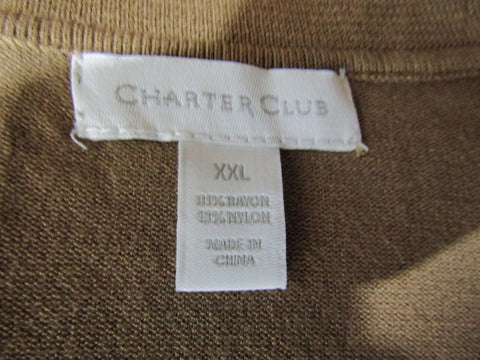 CHARTER CLUB
XXL
RAYON
NYLON
MADE IN
CHINA